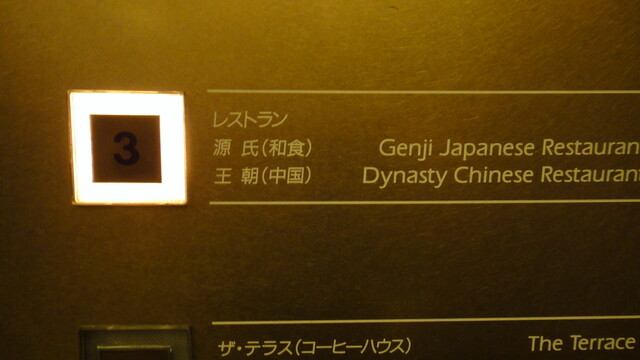 3
レストラン
源 氏(和食) Genji Japanese Restauran
王 朝(中国) Dynasty Chinese Restaurant
ザ・テラス(コーヒーハウス) The Terrace